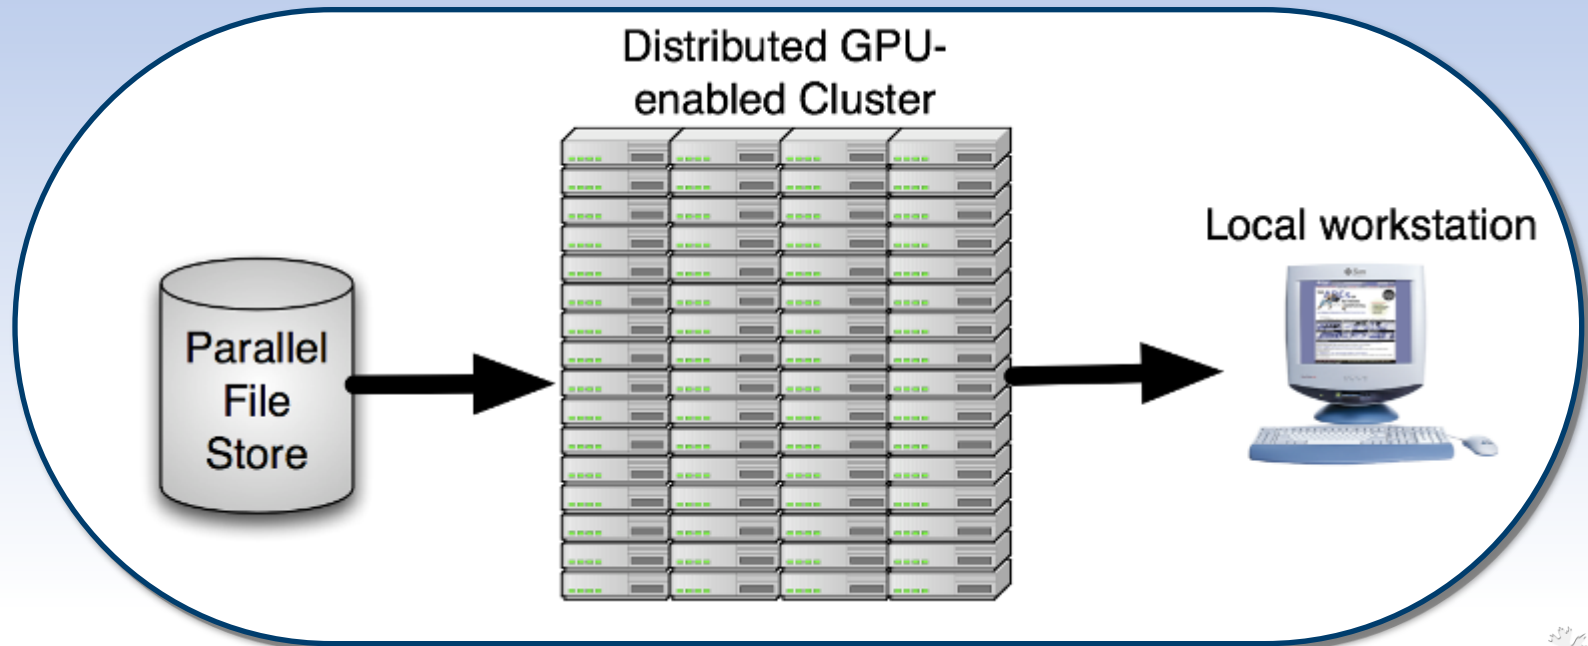 Distributed GPU-
enabled Cluster
Local workstation
Parallel
File
Store